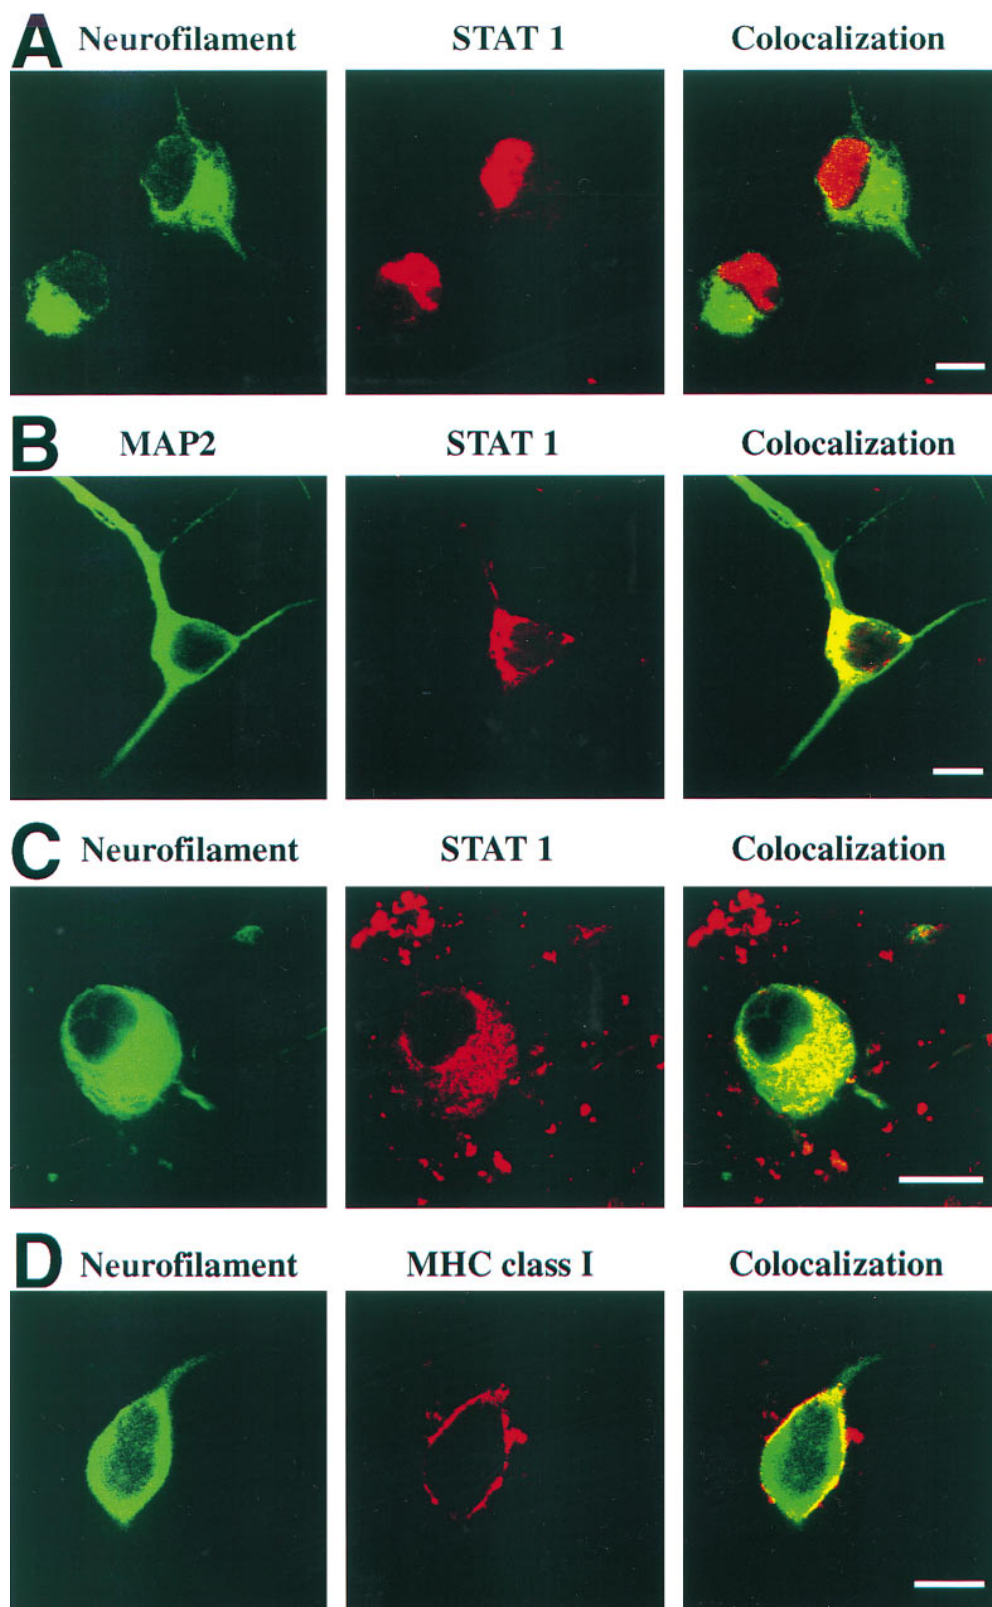 A Neurofilament STAT 1 Colocalization
B MAP2 STAT 1 Colocalization
C Neurofilament STAT 1 Colocalization
D Neurofilament MHC class I Colocalization